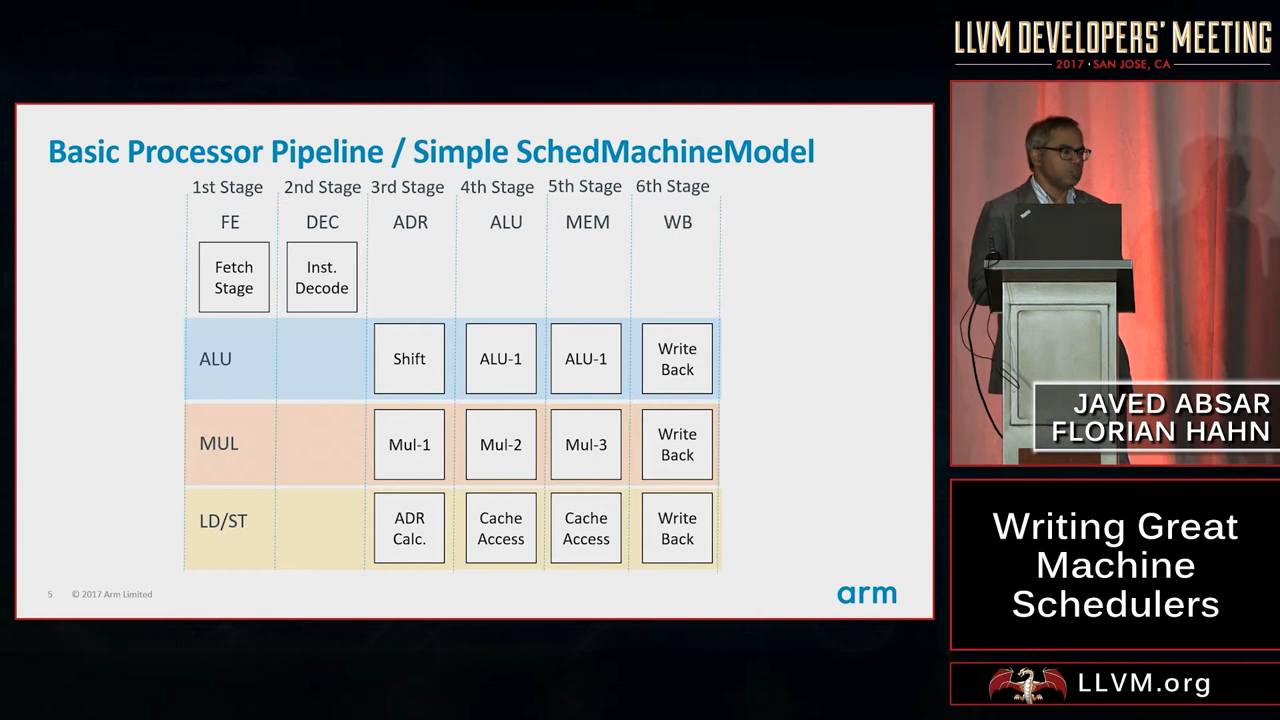 LLVM DEVELOPERS' MEETING
2017 • SAN JOSE, CA
Basic Processor Pipeline / Simple SchedMachineModel
1st Stage 2nd Stage 3rd Stage 4th Stage 5th Stage 6th Stage
FE DEC ADR ALU MEM WB
Fetch Stage
Inst. Decode
ALU Shift ALU-1 ALU-1 Write Back
MUL Mul-1 Mul-2 Mul-3 Write Back
LD/ST ADR Calc. Cache Access Cache Access Write Back
5 © 2017 Arm Limited
arm
JAVED ABSAR
FLORIAN HAHN
Writing Great
Machine
Schedulers
LLVM.org